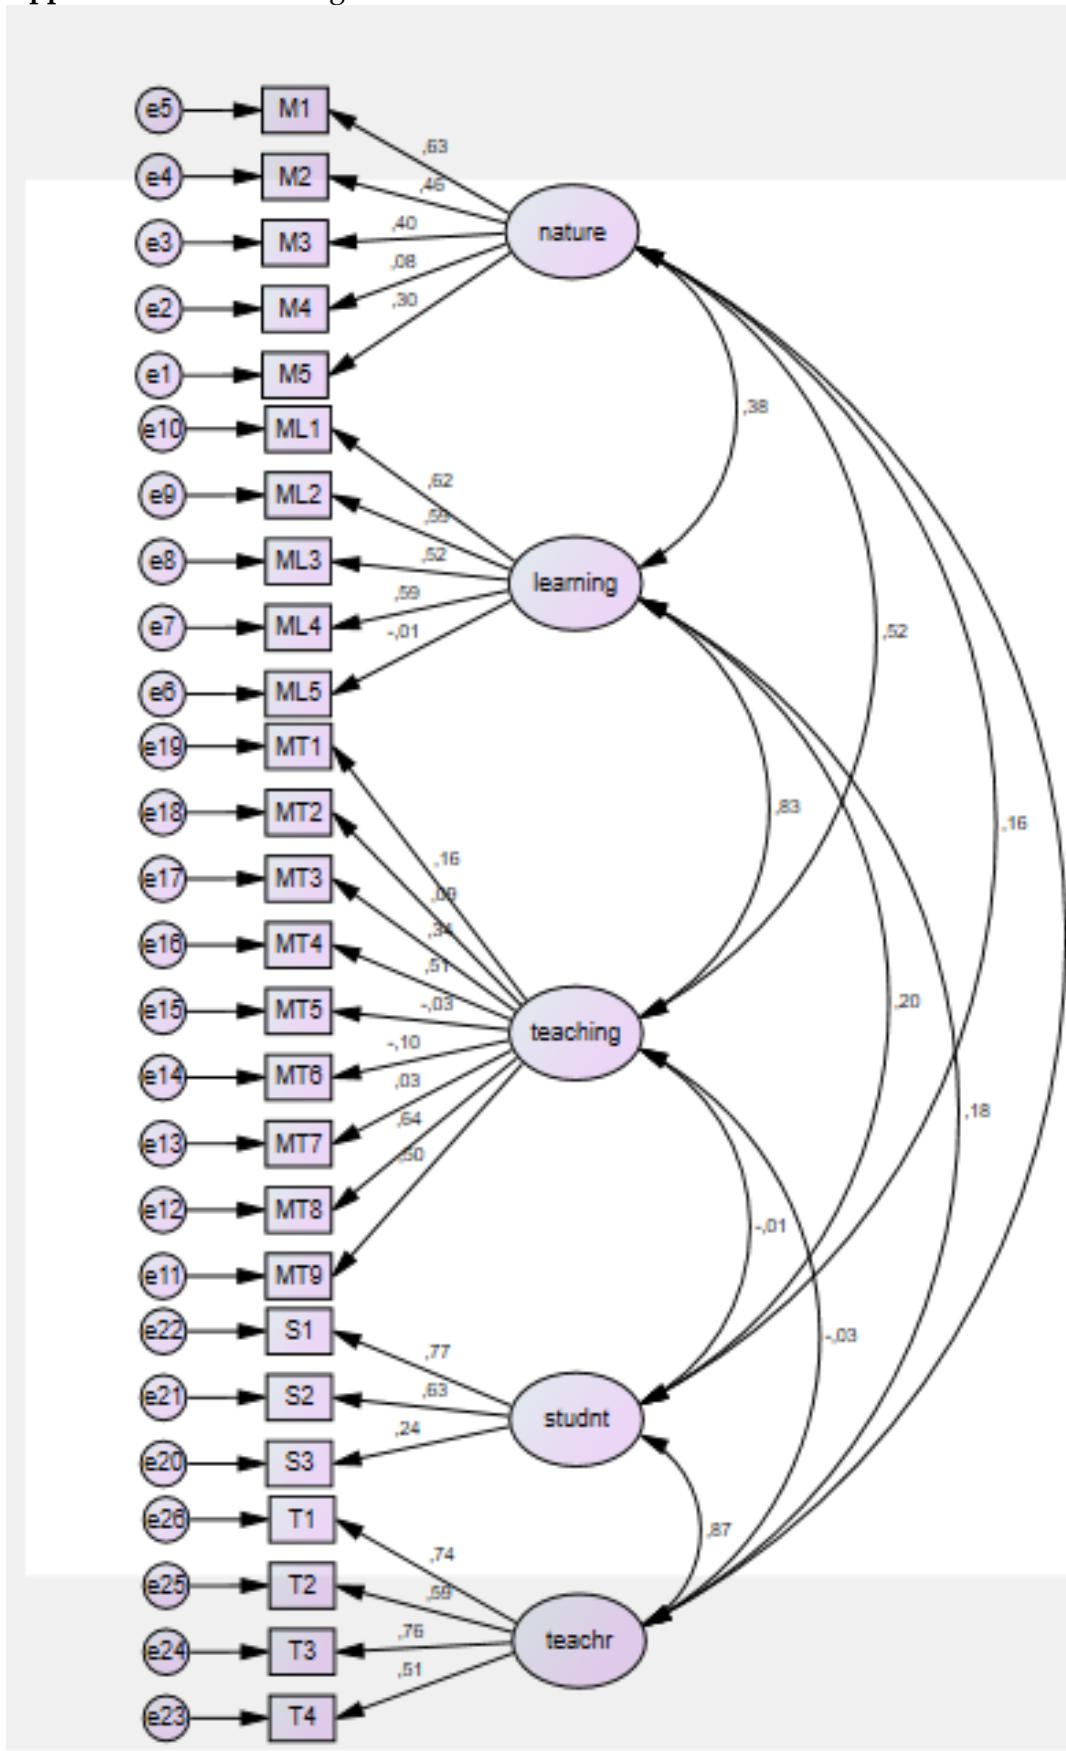 e5 M1
,63
e4 M2
,46
nature
,40
e3 M3
,08
e2 M4
,30
e1 M5
,38
e10 ML1
,62
e9 ML2
,59
e8 ML3
,52
learning
,59
e7 ML4
-,01
,52
e6 ML5
e19 MT1
e18 MT2
,83
,16
,16
e17 MT3
,09
,34
e16 MT4
,51
-,03
,20
e15 MT5
teaching
-,10
e14 MT6
,03
,64
,18
e13 MT7
,50
e12 MT8
-,01
e11 MT9
e22 S1
-,03
,77
e21 S2
,63
studnt
,24
e20 S3
e26 T1
,87
,74
e25 T2
,59
,76
teachr
e24 T3
,51
e23 T4